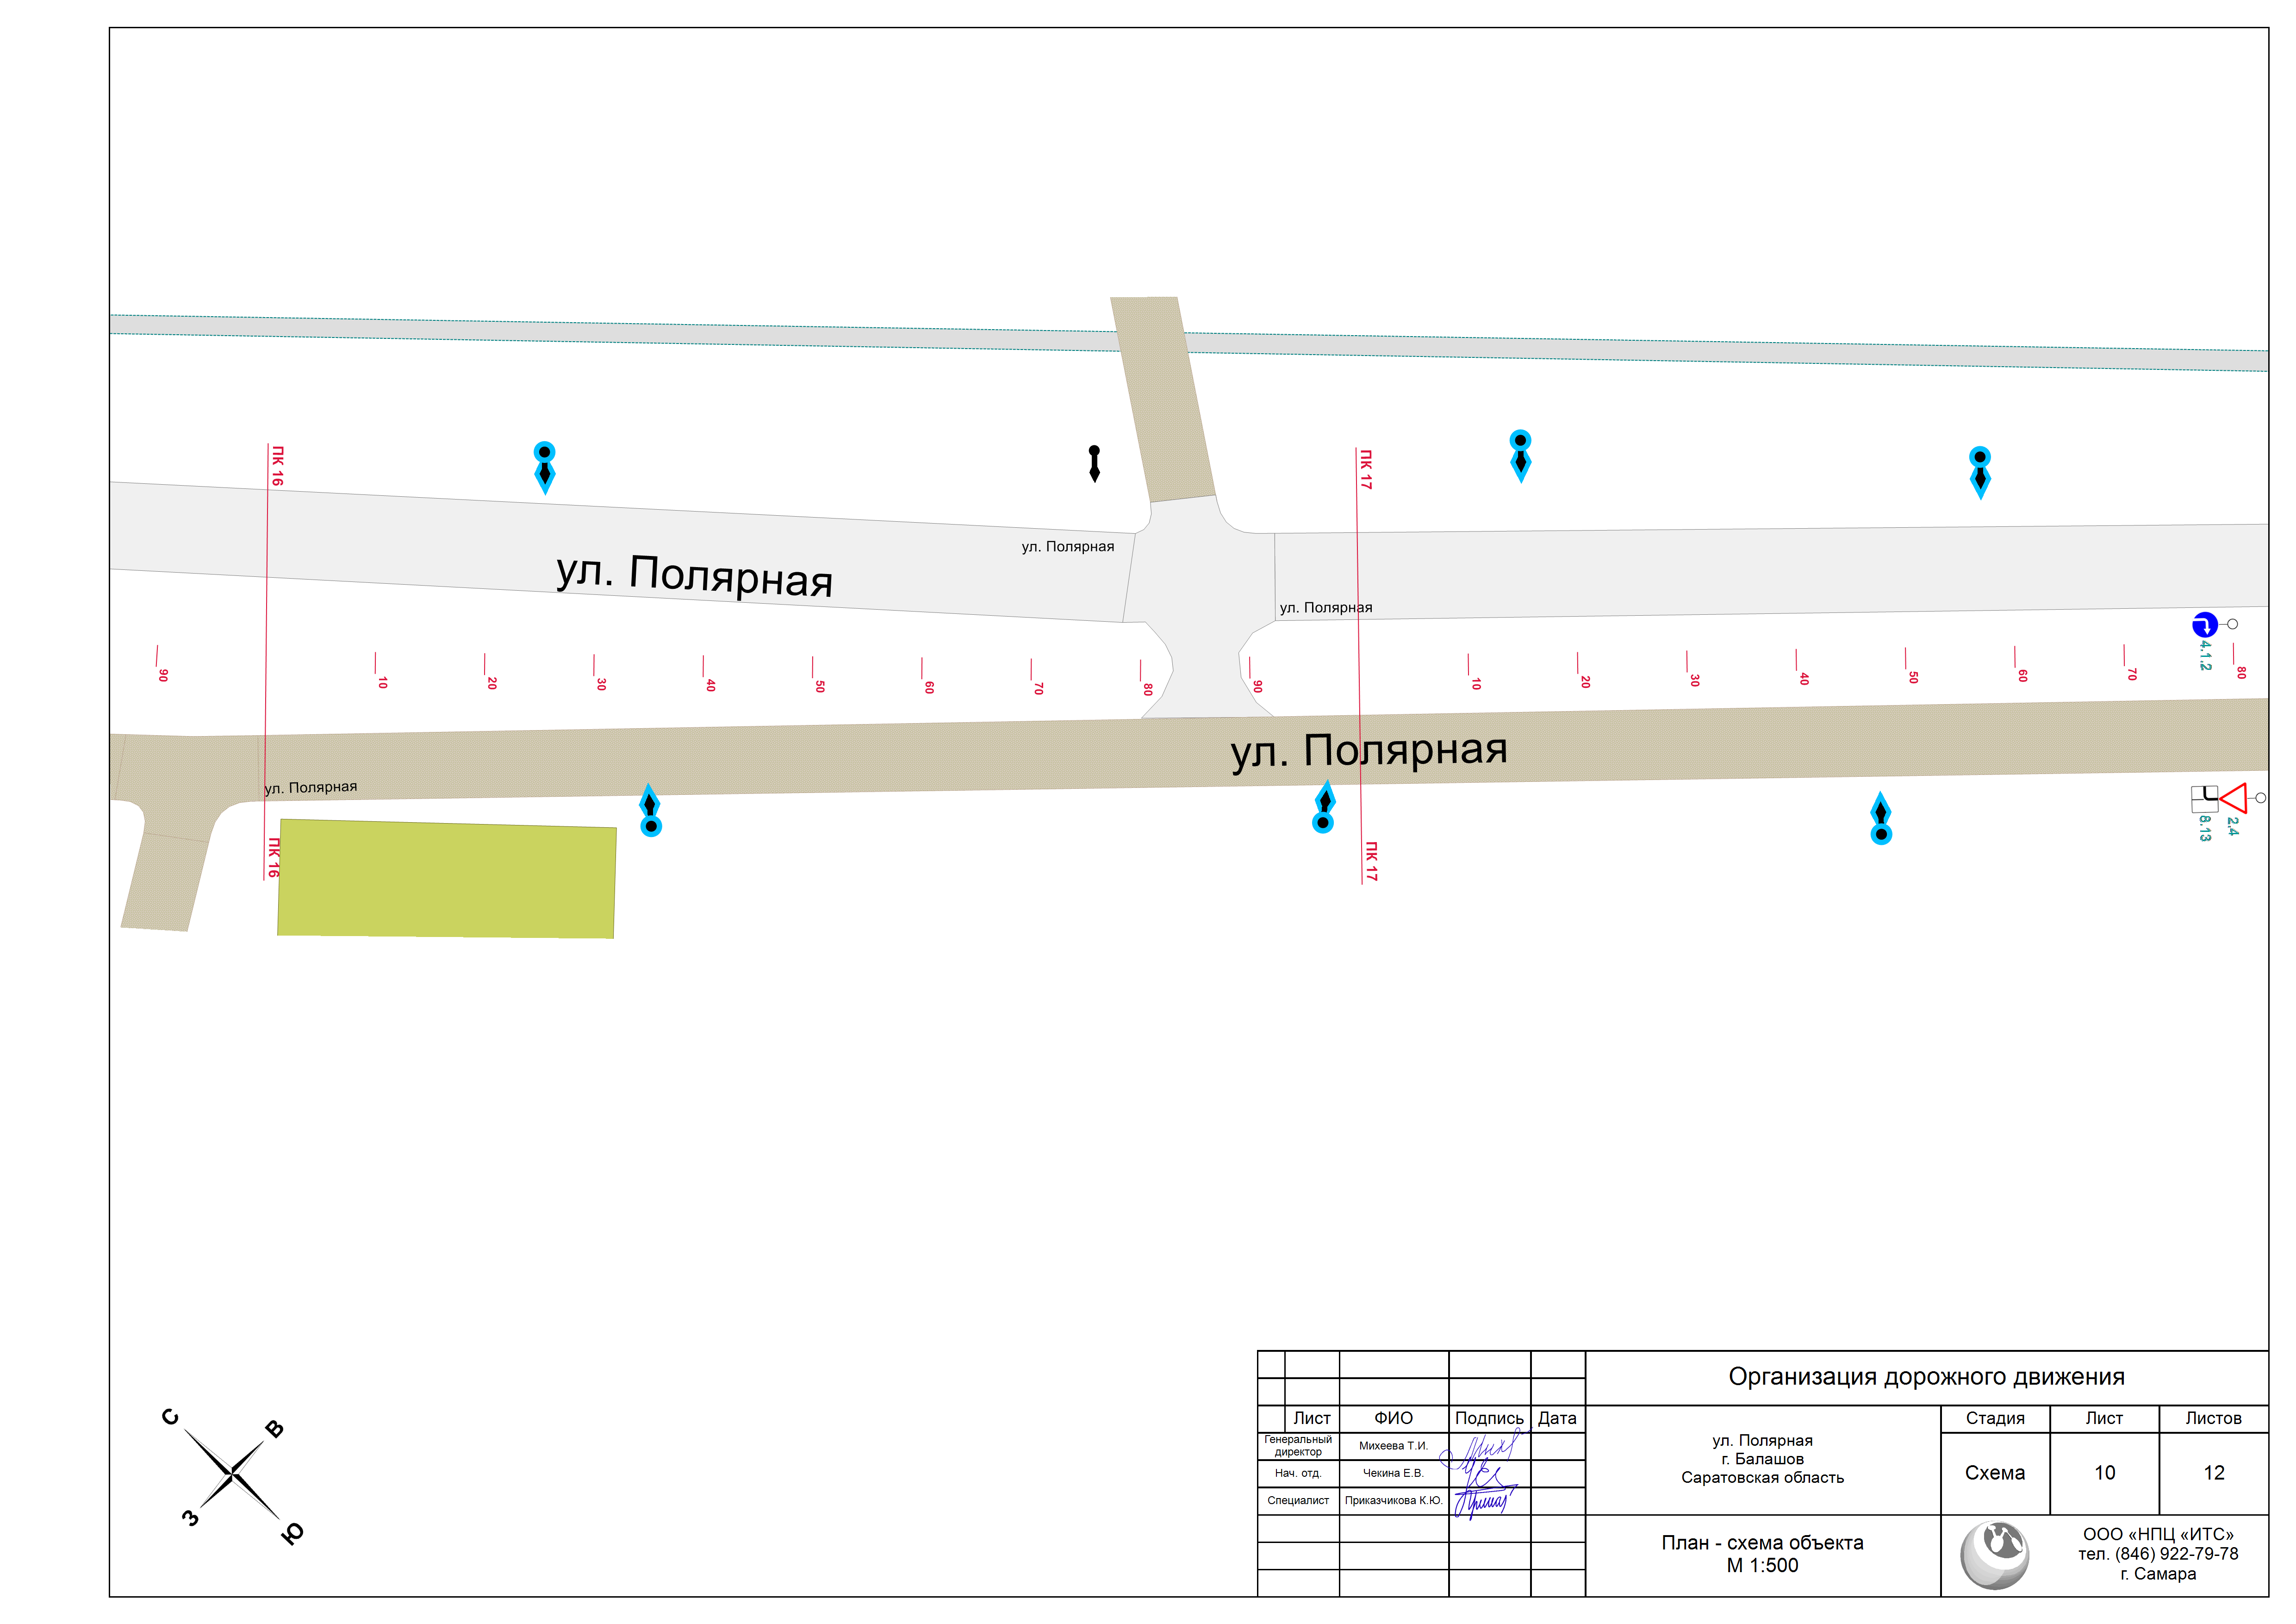 ПК 16
ПК 17
ул. Полярная
ул. Полярная
ул. Полярная
4.1.2
90
10
20
30
40
50
60
70
80
90
10
20
30
40
50
60
70
80
ул. Полярная
ул. Полярная
ПК 16
ПК 17
8.13
2.4
С
В
З
Ю
Организация дорожного движения
Лист
ФИО
Подпись
Дата
Генеральный
директор
Михеева Т.И.
Нач. отд.
Чекина Е.В.
Специалист
Приказчикова К.Ю.
ул. Полярная
г. Балашов
Саратовская область
Стадия
Лист
Листов
Схема
10
12
План - схема объекта
М 1:500
ООО «НПЦ «ИТС»
тел. (846) 922-79-78
г. Самара